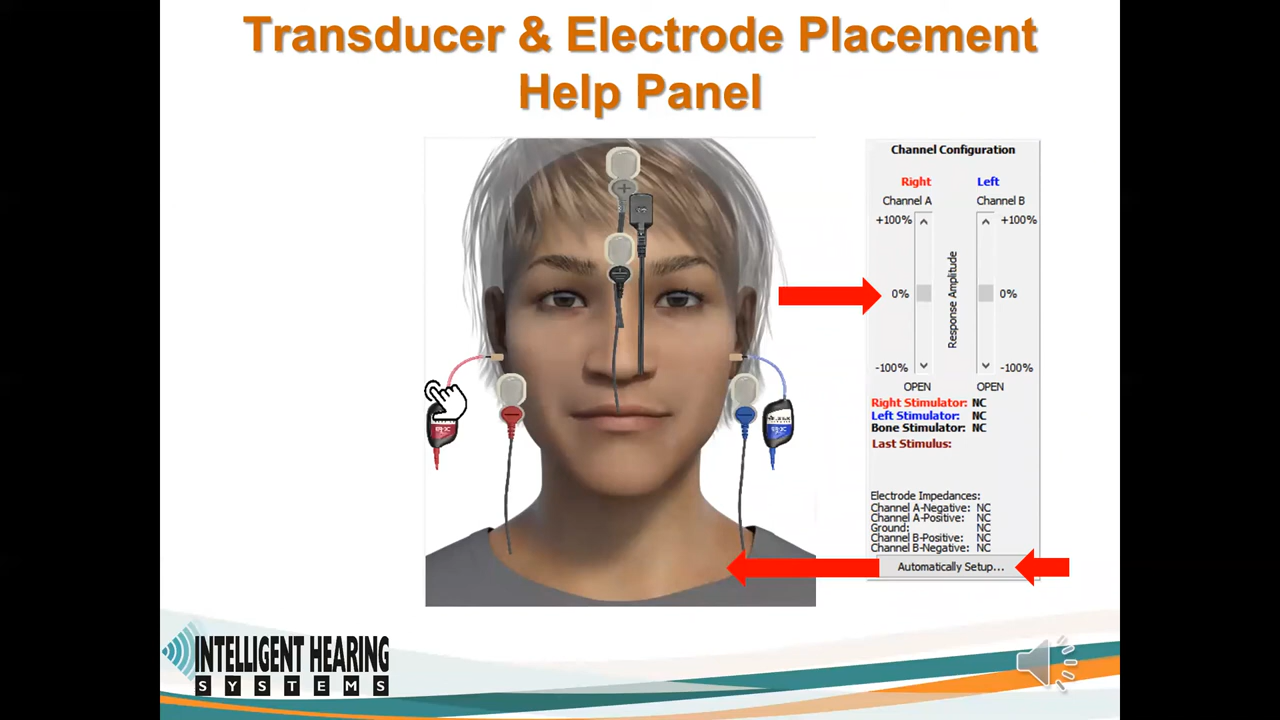 Transducer & Electrode Placement
Help Panel
Channel Configuration
Right Left
Channel A Channel B
+100% +100%
0% 0%
Response Amplitude
-100% -100%
OPEN OPEN
Right Stimulator: NC
Left Stimulator: NC
Bone Stimulator: NC
Last Stimulus:
Electrode Impedances:
Channel A-Negative: NC
Channel A-Positive: NC
Ground: NC
Channel B-Positive: NC
Channel B-Negative: NC
Automatically Setup...
INTELLIGENT HEARING
SYSTEMS